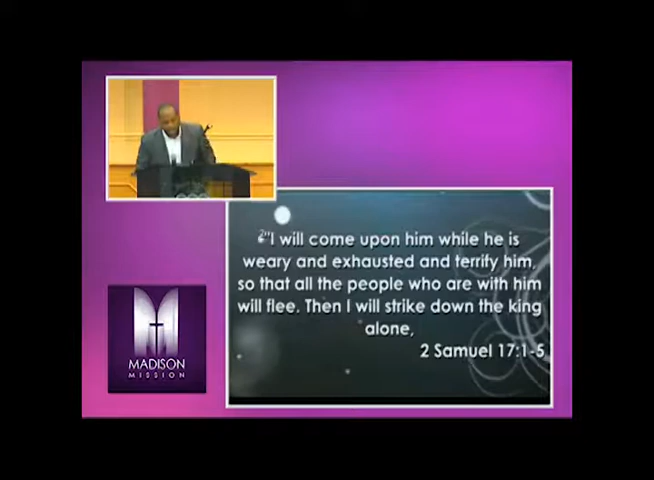 2"I will come upon him while he is
weary and exhausted and terrify him,
so that all the people who are with him
will flee. Then I will strike down the king
alone,
2 Samuel 17:1-5
MADISON
MISSION